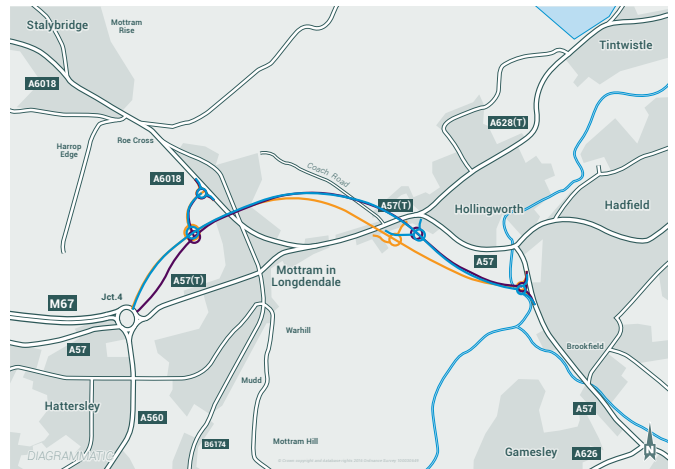 Stalybridge
Mottram
Rise
Tintwistle
A6018
A628(T)
Roe Cross
Harrop
Edge
A6018
Coach Road
A57(T)
Hollingworth
Hadfield
A57
A57(T)
Mottram in
Longdendale
M67
Jct.4
Warhill
A57
Brookfield
Mudd
Hattersley
A560
A57
B6174
Mottram Hill
Gamesley
A626
N
DIAGRAMMATIC